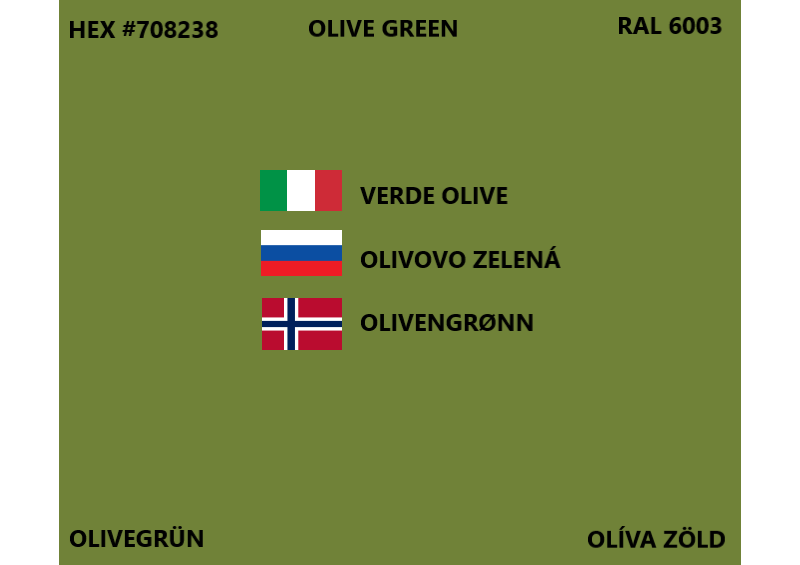 HEX #708238
OLIVE GREEN
RAL 6003
VERDE OLIVE
OLIVOVO ZELENÁ
OLIVENGRØNN
OLIVEGRÜN
OLÍVA ZÖLD